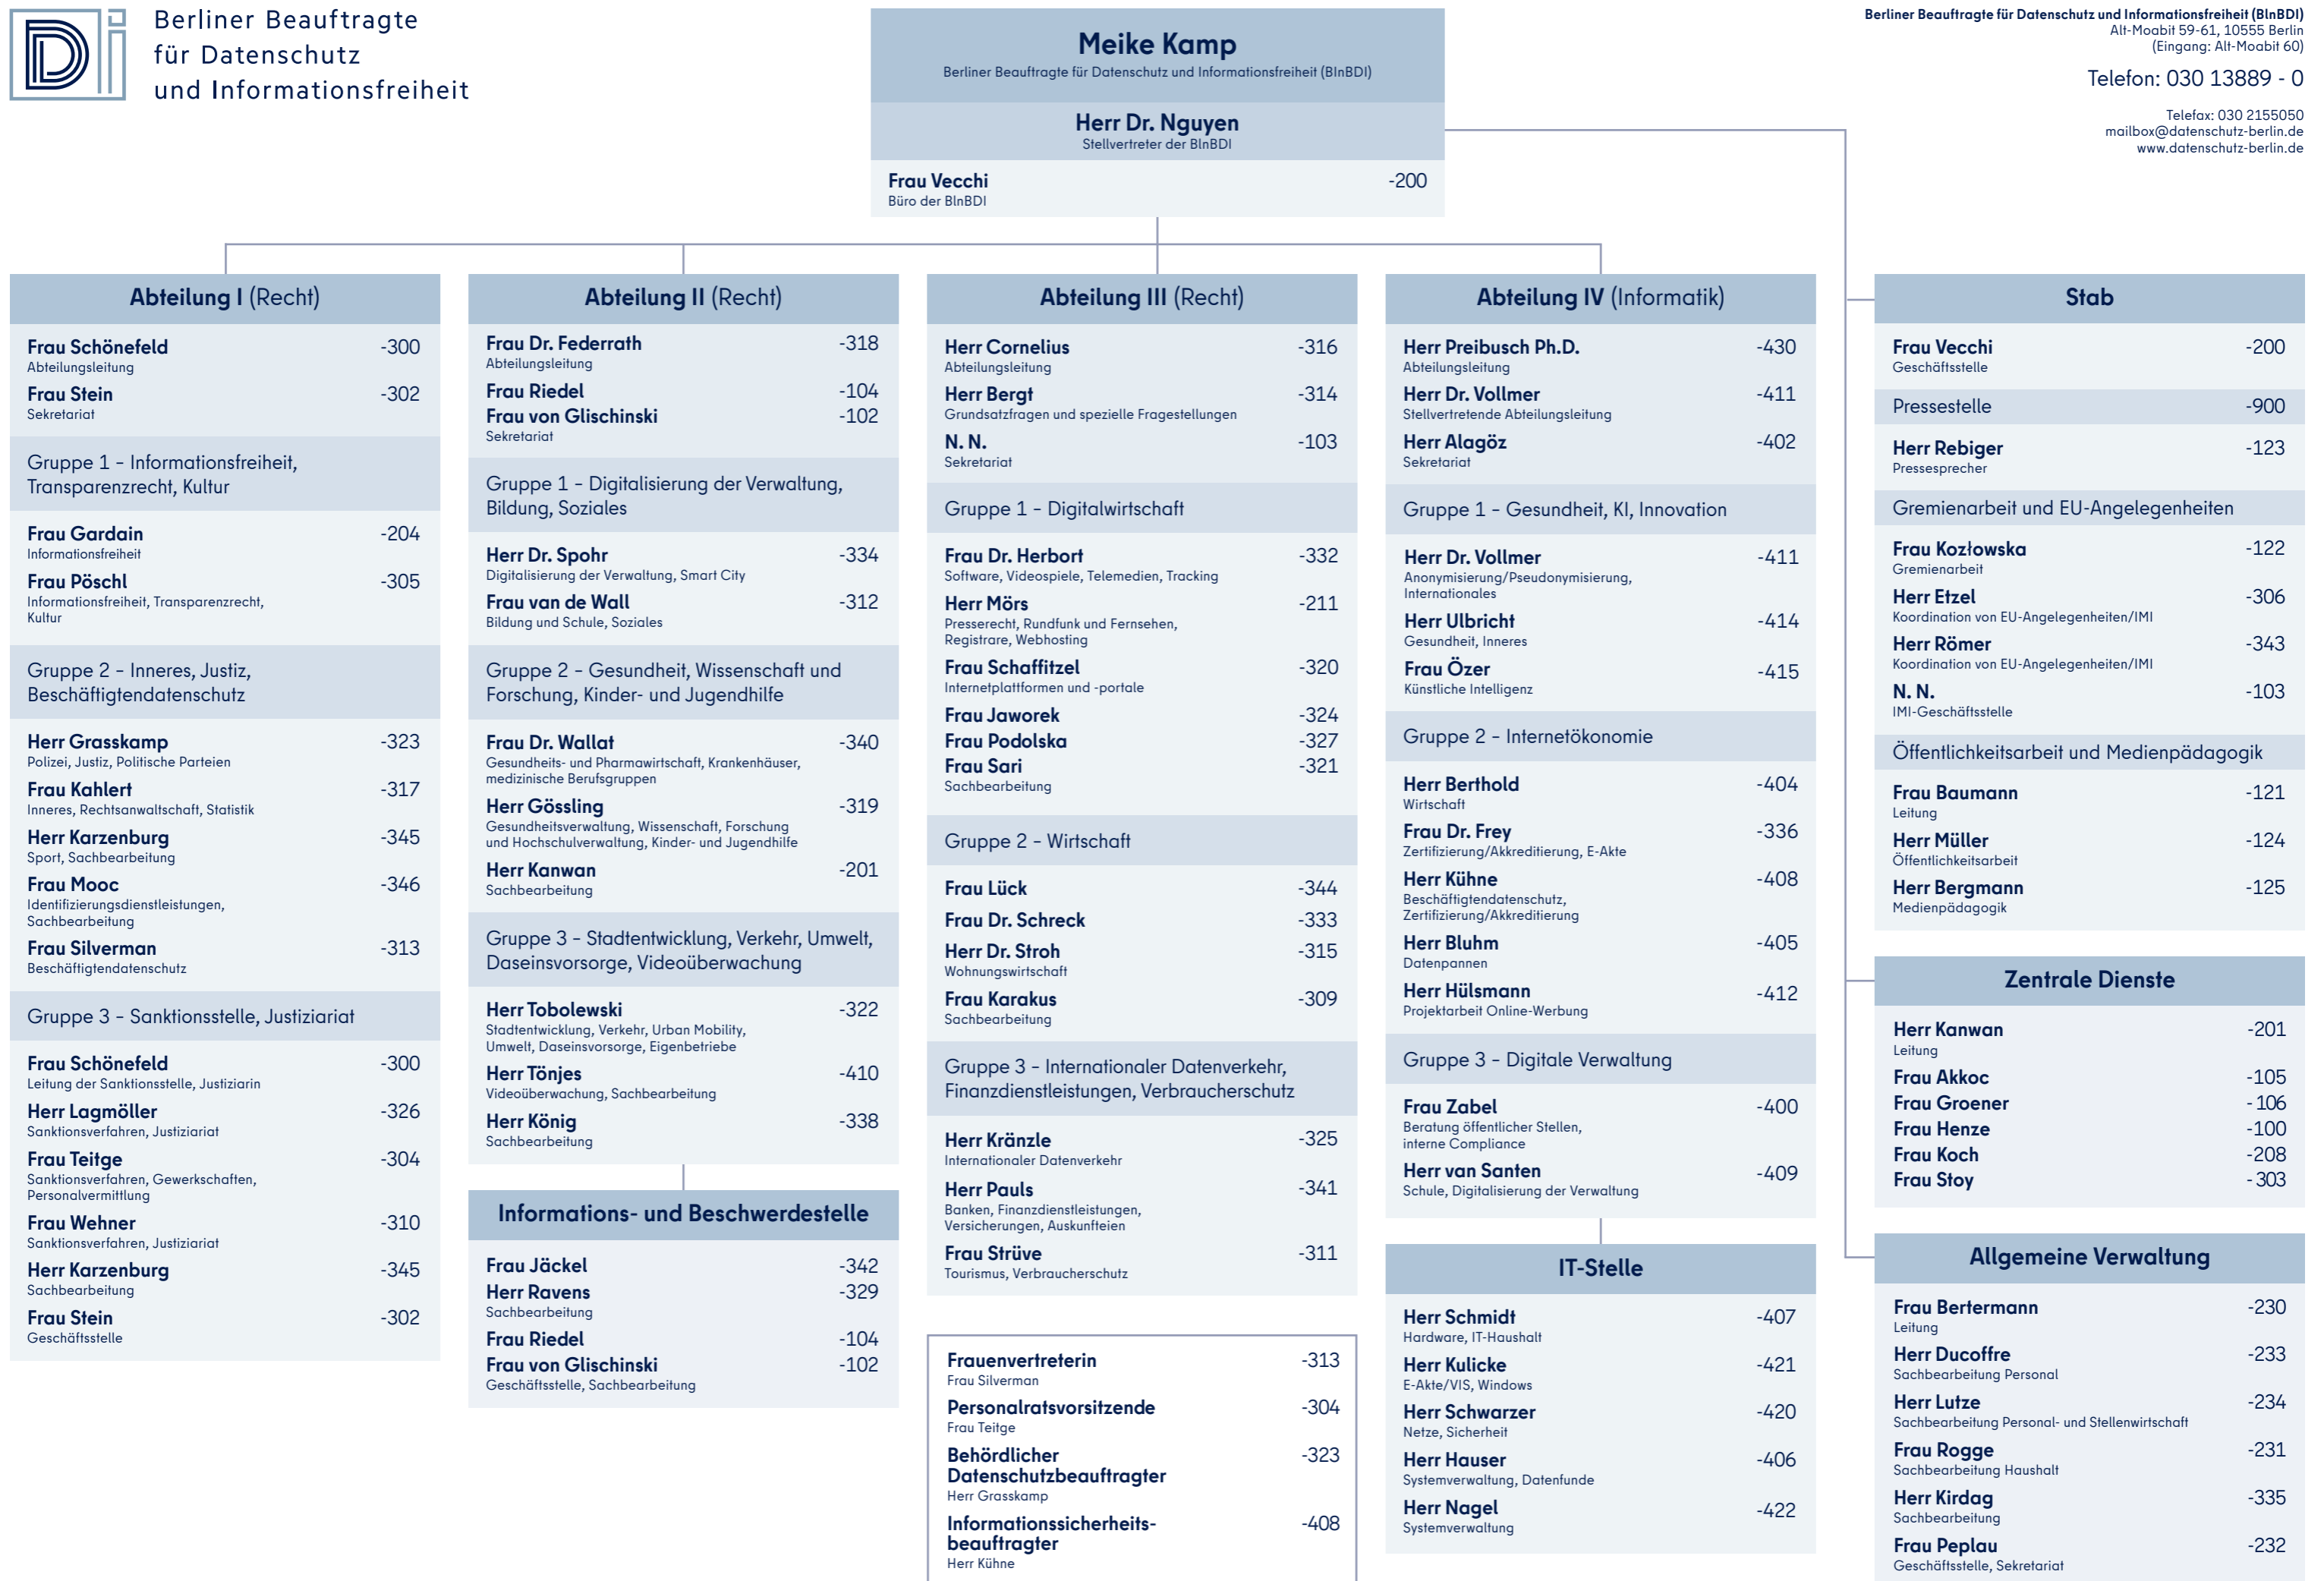 Berliner Beauftragte
für Datenschutz
und Informationsfreiheit
Meike Kamp
Berliner Beauftragte für Datenschutz und Informationsfreiheit (BlnBDI)
Herr Dr. Nguyen
Stellvertreter der BlnBDI
Frau Vecchi -200
Büro der BlnBDI
Berliner Beauftragte für Datenschutz und Informationsfreiheit (BlnBDI)
Alt-Moabit 59-61, 10555 Berlin
(Eingang: Alt-Moabit 60)
Telefon: 030 13889 - 0
Telefax: 030 2155050
mailbox@datenschutz-berlin.de
www.datenschutz-berlin.de
Abteilung I (Recht)
Frau Schönefeld -300
Abteilungsleitung
Frau Stein -302
Sekretariat
Gruppe 1 – Informationsfreiheit,
Transparenzrecht, Kultur
Frau Gardain -204
Informationsfreiheit
Frau Pöschl -305
Informationsfreiheit, Transparenzrecht,
Kultur
Gruppe 2 – Inneres, Justiz,
Beschäftigtendatenschutz
Herr Grasskamp -323
Polizei, Justiz, Politische Parteien
Frau Kahlert -317
Inneres, Rechtsanwaltschaft, Statistik
Herr Karzenburg -345
Sport, Sachbearbeitung
Frau Mooc -346
Identifizierungsdienstleistungen,
Sachbearbeitung
Frau Silverman -313
Beschäftigtendatenschutz
Gruppe 3 – Sanktionsstelle, Justiziariat
Frau Schönefeld -300
Leitung der Sanktionsstelle, Justiziarin
Herr Lagmöller -326
Sanktionsverfahren, Justiziariat
Frau Teitge -304
Sanktionsverfahren, Gewerkschaften,
Personalvermittlung
Frau Wehner -310
Sanktionsverfahren, Justiziariat
Herr Karzenburg -345
Sachbearbeitung
Frau Stein -302
Geschäftsstelle
Abteilung II (Recht)
Frau Dr. Federrath -318
Abteilungsleitung
Frau Riedel -104
Frau von Glischinski -102
Sekretariat
Gruppe 1 – Digitalisierung der Verwaltung,
Bildung, Soziales
Herr Dr. Spohr -334
Digitalisierung der Verwaltung, Smart City
Frau van de Wall -312
Bildung und Schule, Soziales
Gruppe 2 – Gesundheit, Wissenschaft und
Forschung, Kinder- und Jugendhilfe
Frau Dr. Wallat -340
Gesundheits- und Pharmawirtschaft, Krankenhäuser,
medizinische Berufsgruppen
Herr Gössling -319
Gesundheitsverwaltung, Wissenschaft, Forschung
und Hochschulverwaltung, Kinder- und Jugendhilfe
Herr Kanwan -201
Sachbearbeitung
Gruppe 3 – Stadtentwicklung, Verkehr, Umwelt,
Daseinsvorsorge, Videoüberwachung
Herr Tobolewski -322
Stadtentwicklung, Verkehr, Urban Mobility,
Umwelt, Daseinsvorsorge, Eigenbetriebe
Herr Tönjes -410
Videoüberwachung, Sachbearbeitung
Herr König -338
Sachbearbeitung
Informations- und Beschwerdestelle
Frau Jäckel -342
Herr Ravens -329
Sachbearbeitung
Frau Riedel -104
Frau von Glischinski -102
Geschäftsstelle, Sachbearbeitung
Abteilung III (Recht)
Herr Cornelius -316
Abteilungsleitung
Herr Bergt -314
Grundsatzfragen und spezielle Fragestellungen
N. N. -103
Sekretariat
Gruppe 1 – Digitalwirtschaft
Frau Dr. Herbort -332
Software, Videospiele, Telemedien, Tracking
Herr Mörs -211
Presserecht, Rundfunk und Fernsehen,
Registrare, Webhosting
Frau Schaffitzel -320
Internetplattformen und -portale
Frau Jaworek -324
Frau Podolska -327
Frau Sari -321
Sachbearbeitung
Gruppe 2 – Wirtschaft
Frau Lück -344
Frau Dr. Schreck -333
Herr Dr. Stroh -315
Wohnungswirtschaft
Frau Karakus -309
Sachbearbeitung
Gruppe 3 – Internationaler Datenverkehr,
Finanzdienstleistungen, Verbraucherschutz
Herr Kränzle -325
Internationaler Datenverkehr
Herr Pauls -341
Banken, Finanzdienstleistungen,
Versicherungen, Auskunfteien
Frau Strüve -311
Tourismus, Verbraucherschutz
Frauenvertreterin -313
Frau Silverman
Personalratsvorsitzende -304
Frau Teitge
Behördlicher -323
Datenschutzbeauftragter
Herr Grasskamp
Informationssicherheits- -408
beauftragter
Herr Kühne
Abteilung IV (Informatik)
Herr Preibusch Ph.D. -430
Abteilungsleitung
Herr Dr. Vollmer -411
Stellvertretende Abteilungsleitung
Herr Alagöz -402
Sekretariat
Gruppe 1 – Gesundheit, KI, Innovation
Herr Dr. Vollmer -411
Anonymisierung/Pseudonymisierung,
Internationales
Herr Ulbricht -414
Gesundheit, Inneres
Frau Özer -415
Künstliche Intelligenz
Gruppe 2 – Internetökonomie
Herr Berthold -404
Wirtschaft
Frau Dr. Frey -336
Zertifizierung/Akkreditierung, E-Akte
Herr Kühne -408
Beschäftigtendatenschutz,
Zertifizierung/Akkreditierung
Herr Bluhm -405
Datenpannen
Herr Hülsmann -412
Projektarbeit Online-Werbung
Gruppe 3 – Digitale Verwaltung
Frau Zabel -400
Beratung öffentlicher Stellen,
interne Compliance
Herr van Santen -409
Schule, Digitalisierung der Verwaltung
IT-Stelle
Herr Schmidt -407
Hardware, IT-Haushalt
Herr Kulicke -421
E-Akte/VIS, Windows
Herr Schwarzer -420
Netze, Sicherheit
Herr Hauser -406
Systemverwaltung, Datenfunde
Herr Nagel -422
Systemverwaltung
Stab
Frau Vecchi -200
Geschäftsstelle
Pressestelle -900
Herr Rebiger -123
Pressesprecher
Gremienarbeit und EU-Angelegenheiten
Frau Kozłowska -122
Gremienarbeit
Herr Etzel -306
Koordination von EU-Angelegenheiten/IMI
Herr Römer -343
Koordination von EU-Angelegenheiten/IMI
N. N. -103
IMI-Geschäftsstelle
Öffentlichkeitsarbeit und Medienpädagogik
Frau Baumann -121
Leitung
Herr Müller -124
Öffentlichkeitsarbeit
Herr Bergmann -125
Medienpädagogik
Zentrale Dienste
Herr Kanwan -201
Leitung
Frau Akkoc -105
Frau Groener -106
Frau Henze -100
Frau Koch -208
Frau Stoy -303
Allgemeine Verwaltung
Frau Bertermann -230
Leitung
Herr Ducoffre -233
Sachbearbeitung Personal
Herr Lutze -234
Sachbearbeitung Personal- und Stellenwirtschaft
Frau Rogge -231
Sachbearbeitung Haushalt
Herr Kirdag -335
Sachbearbeitung
Frau Peplau -232
Geschäftsstelle, Sekretariat